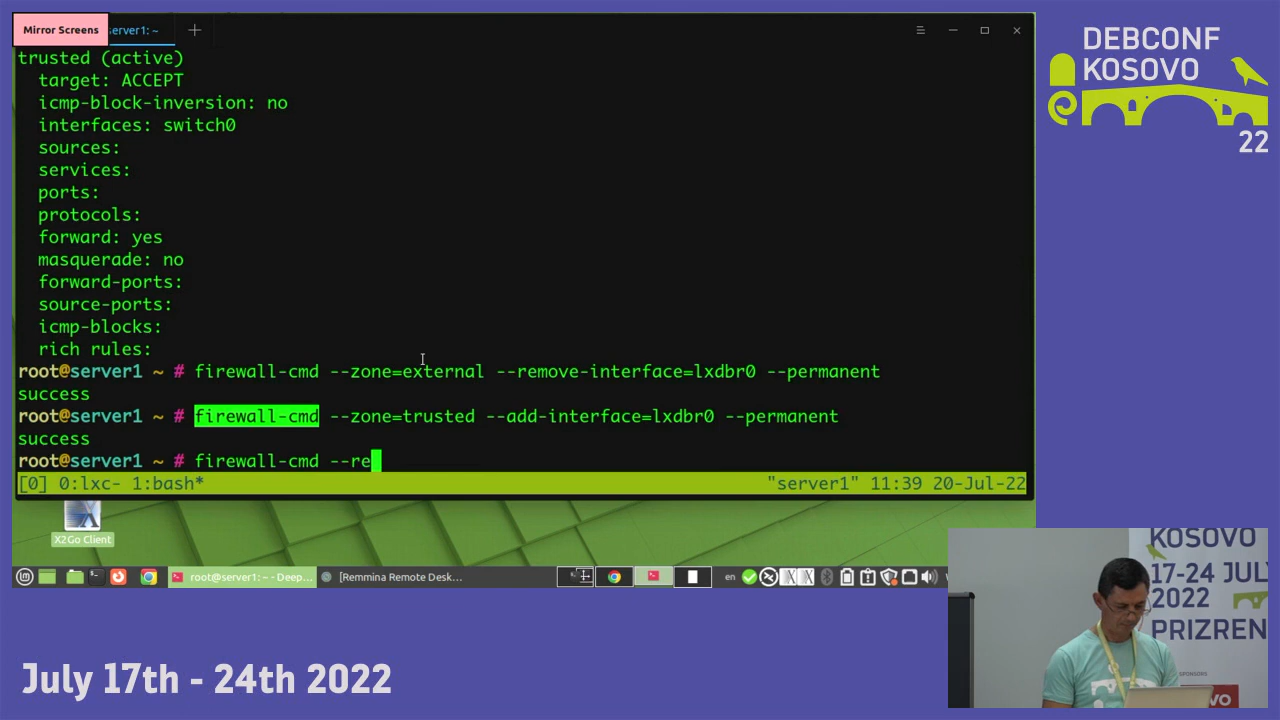 Mirror Screens
erver1: ~
trusted (active)
target: ACCEPT
icmp-block-inversion: no
interfaces: switch0
sources:
services:
ports:
protocols:
forward: yes
masquerade: no
forward-ports:
source-ports:
icmp-blocks:
rich rules:
root@server1 ~ # firewall-cmd --zone=external --remove-interface=lxdbr0 --permanent
success
root@server1 ~ # firewall-cmd --zone=trusted --add-interface=lxdbr0 --permanent
success
root@server1 ~ # firewall-cmd --re
[0] 0:lxc- 1:bash* "server1" 11:39 20-Jul-22
X2Go Client
root@server1: ~ - Deep...
[Remmina Remote Desk...
en
DEBCONF
KOSOVO
22
KOSOVO
17-24 JUL
2022
PRIZREN
SPONSORS
VO
July 17th - 24th 2022